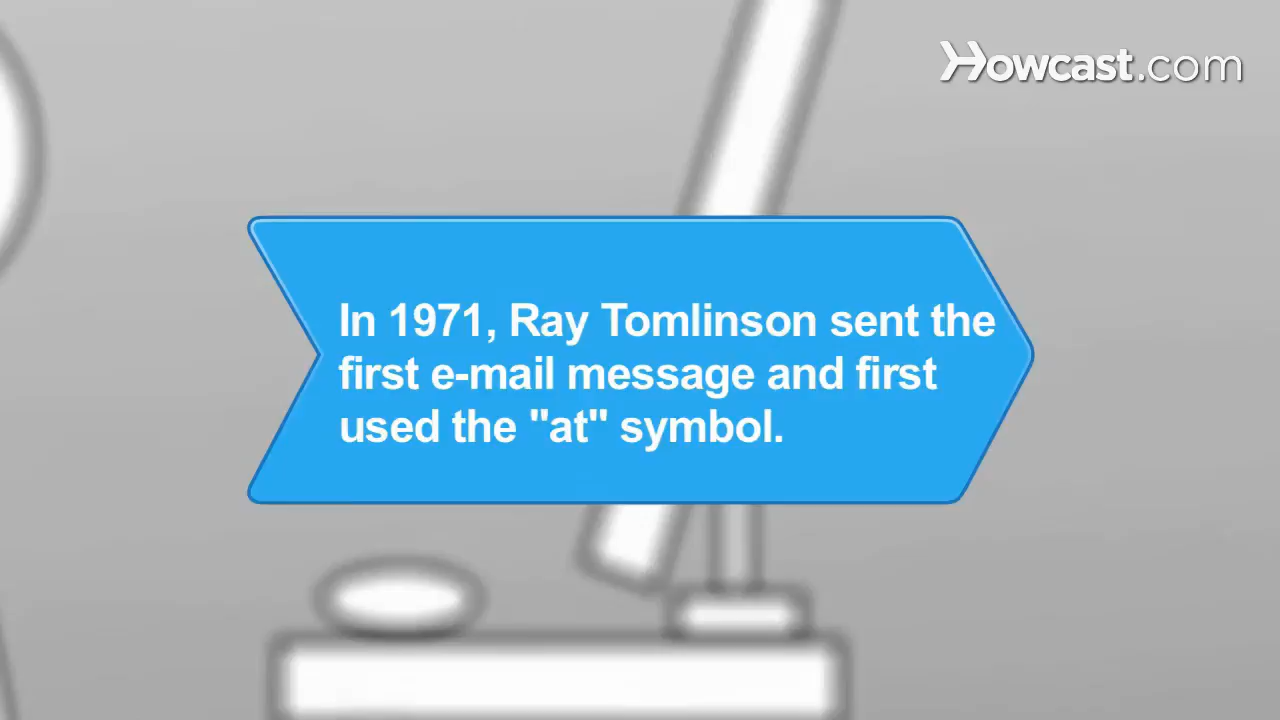 Howcast.com
In 1971, Ray Tomlinson sent the
first e-mail message and first
used the "at" symbol.